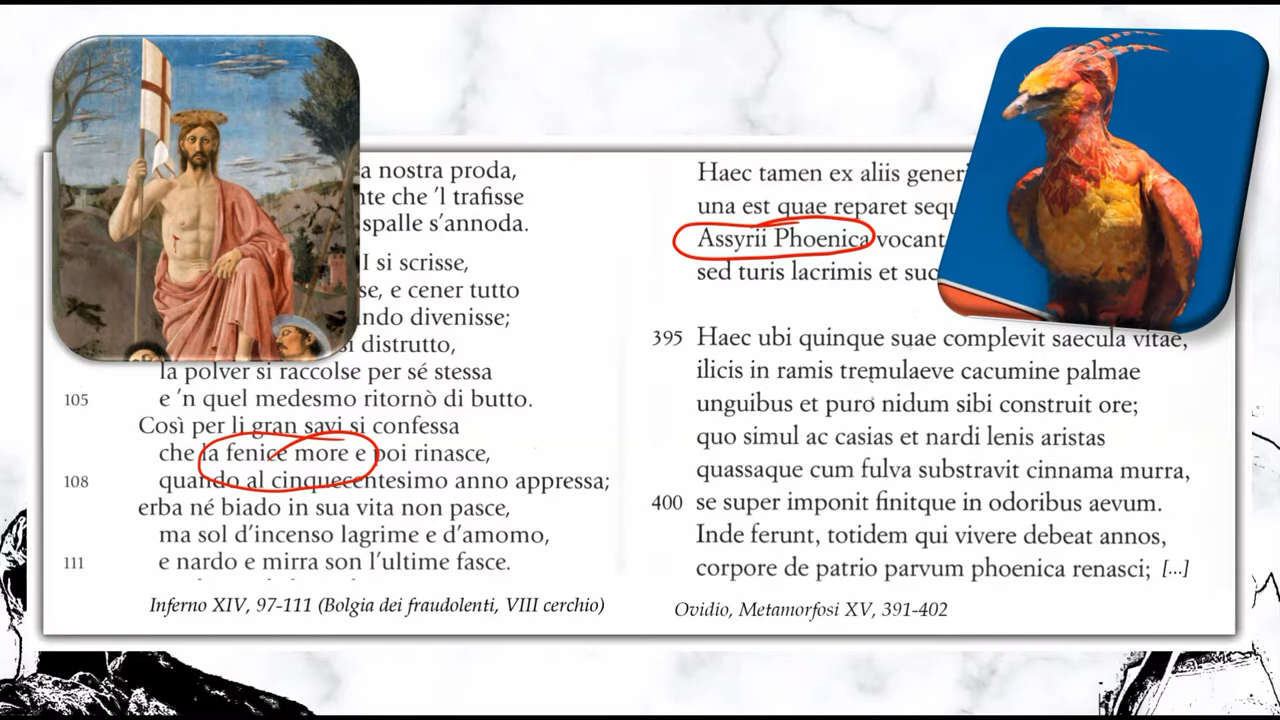 a nostra proda,
nte che 'l trafisse
spalle s'annoda.
I si scrisse,
se, e cener tutto
ando divenisse;
sì distrutto,
la polver si raccolse per sé stessa
105 e 'n quel medesmo ritornò di butto.
Così per li gran savi si confessa
che la fenice more e poi rinasce,
108 quando al cinquecentesimo anno appressa;
erba né biado in sua vita non pasce,
ma sol d'incenso lagrime e d'amomo,
111 e nardo e mirra son l'ultime fasce.
Inferno XIV, 97-111 (Bolgia dei fraudolenti, VIII cerchio)
Haec tamen ex aliis generi
una est quae reparet sequ
Assyrii Phoenica vocant
sed turis lacrimis et suc
395 Haec ubi quinque suae complevit saecula vitae,
ilicis in ramis tremulaeve cacumine palmae
unguibus et puro nidum sibi construit ore;
quo simul ac casias et nardi lenis aristas
quassaque cum fulva substravit cinnama murra,
400 se super imponit finitque in odoribus aevum.
Inde ferunt, totidem qui vivere debeat annos,
corpore de patrio parvum phoenica renasci; [...]
Ovidio, Metamorfosi XV, 391-402